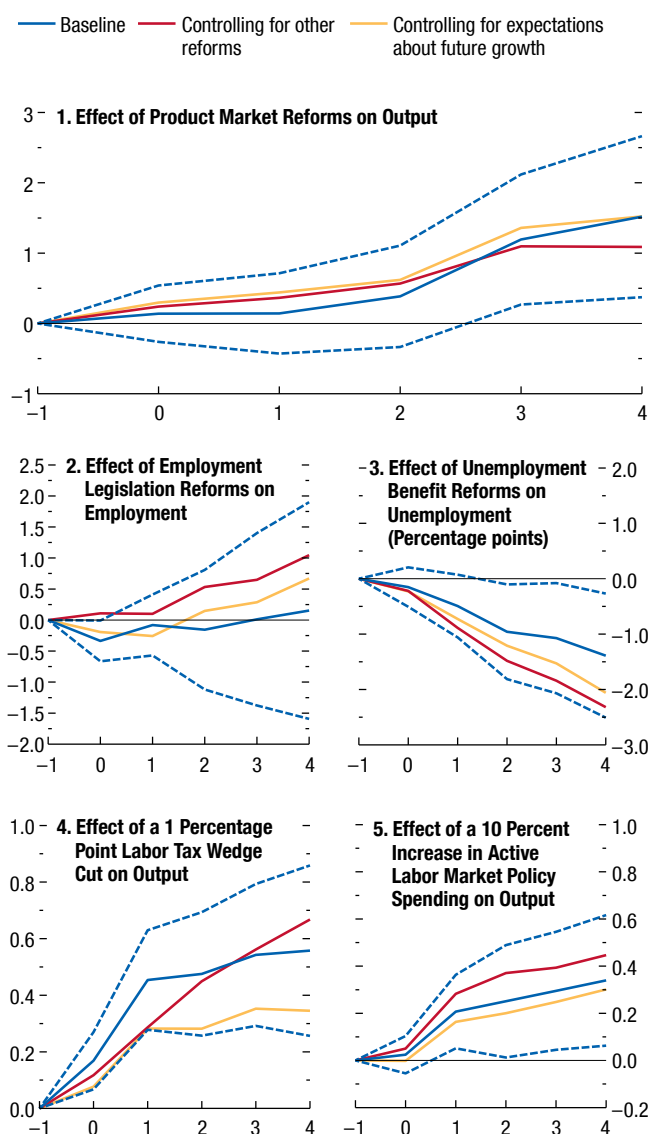 Baseline
Controlling for other
reforms
Controlling for expectations
about future growth
1. Effect of Product Market Reforms on Output
3
2
1
0
–1
–1 0 1 2 3 4
2. Effect of Employment
Legislation Reforms on
Employment
2.5
2.0
1.5
1.0
0.5
0.0
–0.5
–1.0
–1.5
–2.0
–1 0 1 2 3 4
3. Effect of Unemployment
Benefit Reforms on
Unemployment
(Percentage points)
2.0
1.0
0.0
–1.0
–2.0
–3.0
–1 0 1 2 3 4
4. Effect of a 1 Percentage
Point Labor Tax Wedge
Cut on Output
1.0
0.8
0.6
0.4
0.2
0.0
–1 0 1 2 3 4
5. Effect of a 10 Percent
Increase in Active
Labor Market Policy
Spending on Output
1.0
0.8
0.6
0.4
0.2
0.0
–0.2
–1 0 1 2 3 4